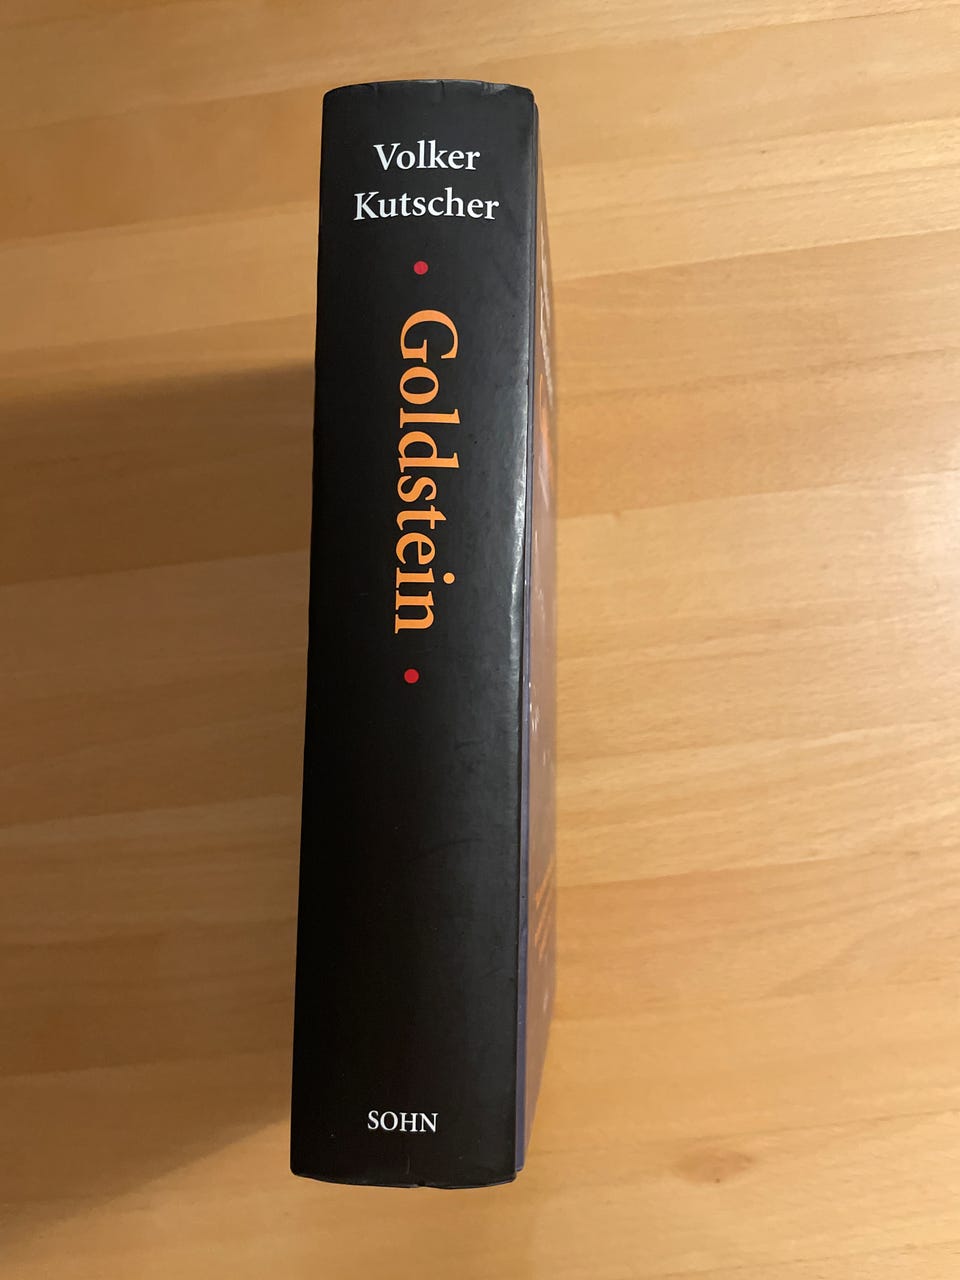 Volker
Kutscher
Goldstein
SOHN